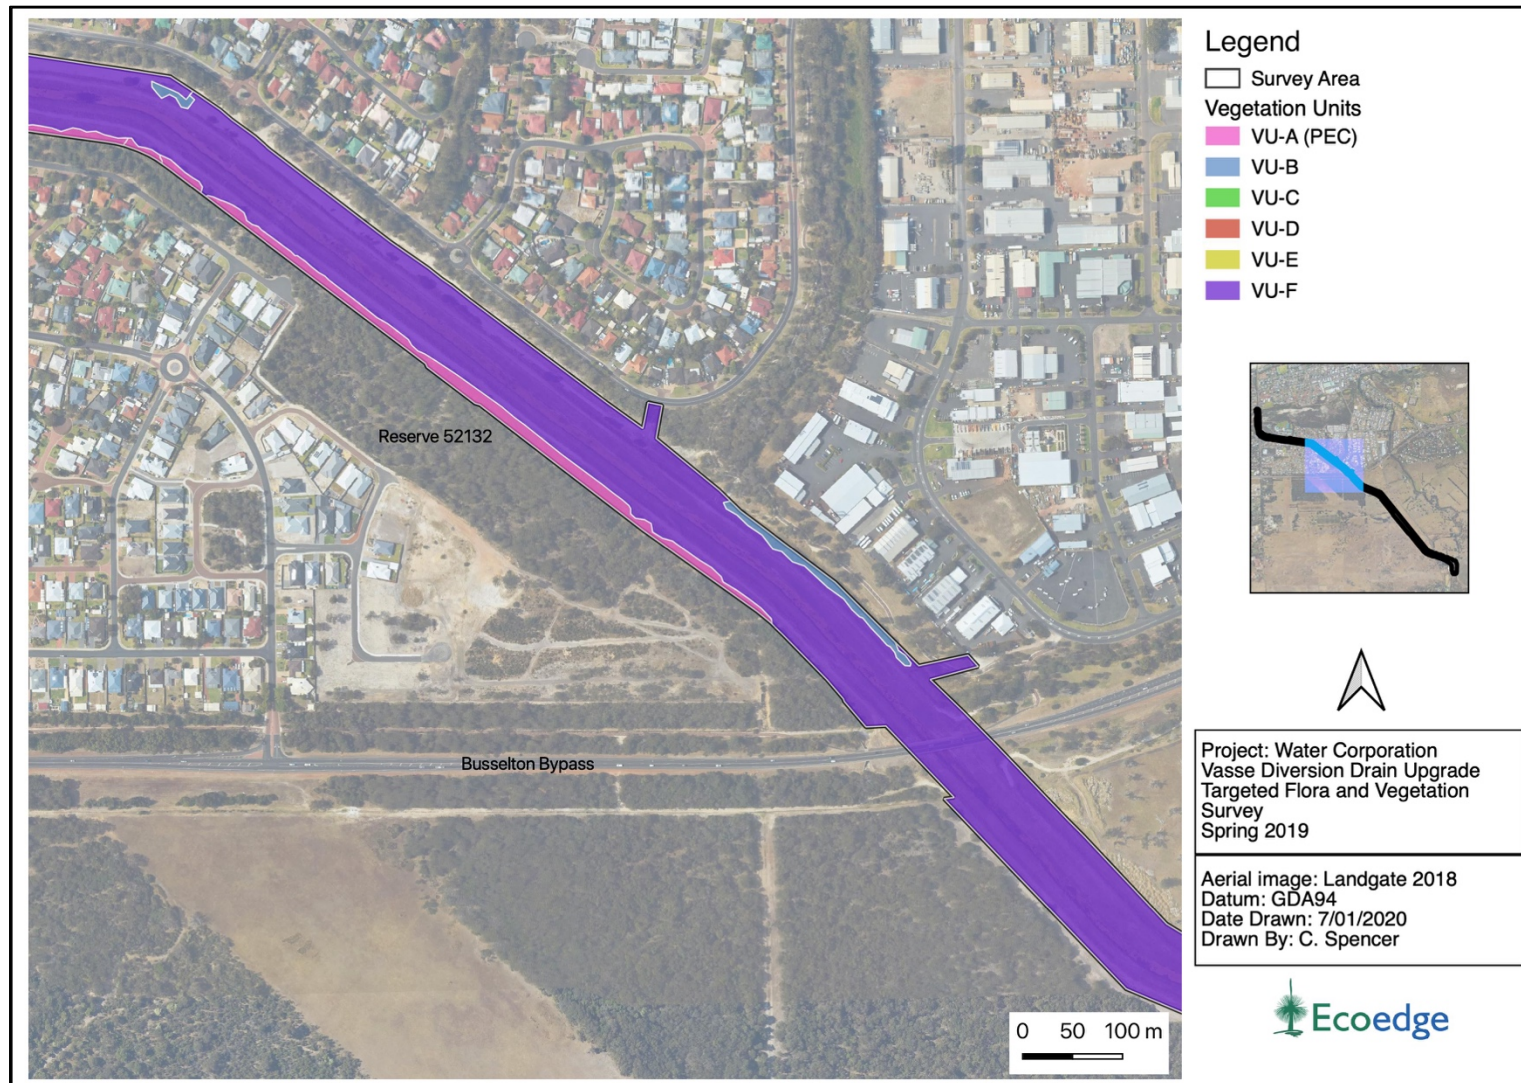 Legend
Survey Area
Vegetation Units
VU-A (PEC)
VU-B
VU-C
VU-D
VU-E
VU-F
Reserve 52132
Busselton Bypass
Project: Water Corporation
Vasse Diversion Drain Upgrade
Targeted Flora and Vegetation
Survey
Spring 2019
Aerial image: Landgate 2018
Datum: GDA94
Date Drawn: 7/01/2020
Drawn By: C. Spencer
0 50 100 m
Ecoedge